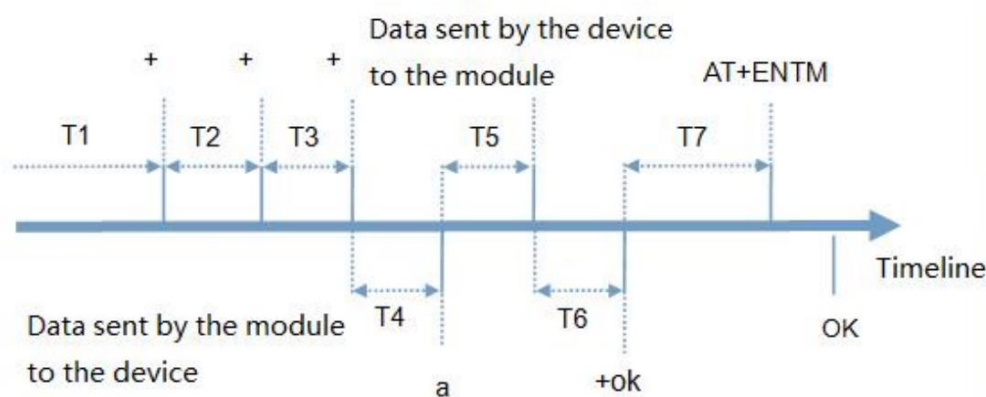 Data sent by the device
to the module
+ + +
AT+ENTM
T1 T2 T3 T5 T7
Timeline
T4 T6
OK
Data sent by the module
to the device
a +ok